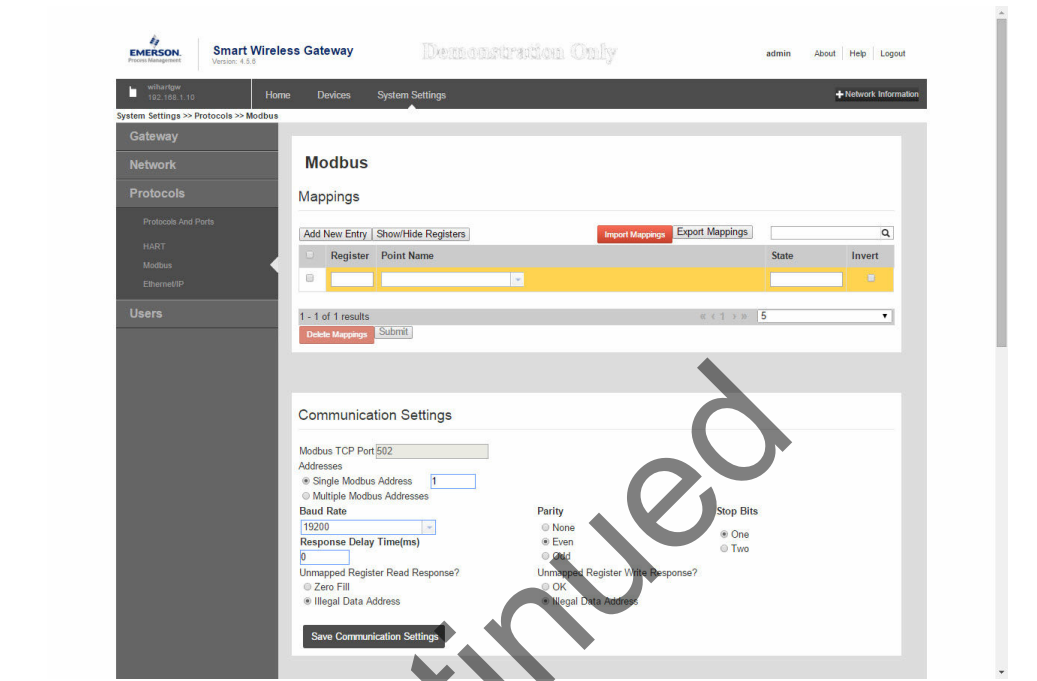 EMERSON.
Process Management
Smart Wireless Gateway
Version: 4.5.6
Demonstration Only
admin About Help Logout
wihartgw
192.168.1.10
Home Devices System Settings
+ Network Information
System Settings >> Protocols >> Modbus
Gateway
Network
Protocols
Protocols And Ports
HART
Modbus
Ethernet/IP
Users
Modbus
Mappings
Add New Entry Show/Hide Registers Import Mappings Export Mappings
Register Point Name State Invert
1 - 1 of 1 results « ‹ 1 › » 5
Delete Mappings Submit
Communication Settings
Modbus TCP Port 502
Addresses
Single Modbus Address 1
Multiple Modbus Addresses
Baud Rate Parity Stop Bits
19200 None One
Response Delay Time(ms) Even Two
0 Odd
Unmapped Register Read Response? Unmapped Register Write Response?
Zero Fill OK
Illegal Data Address Illegal Data Address
Save Communication Settings
tinued